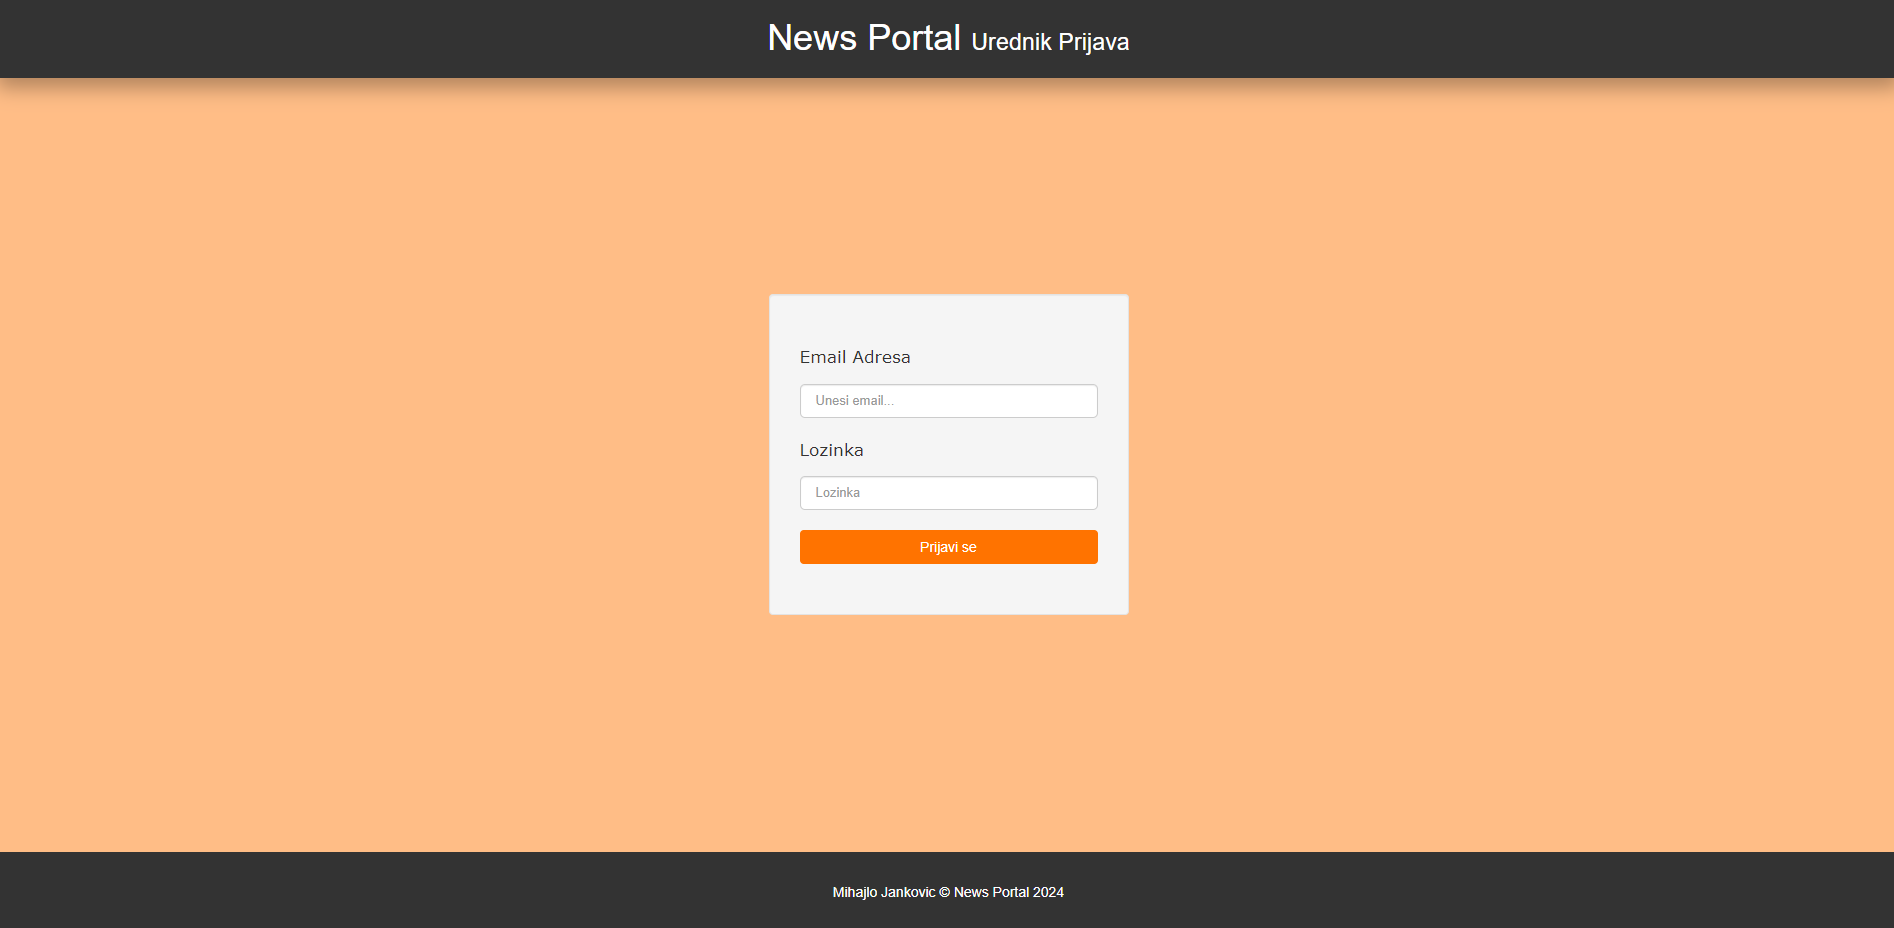 News Portal Urednik Prijava
Email Adresa
Unesi email...
Lozinka
Lozinka
Prijavi se
Mihajlo Jankovic © News Portal 2024